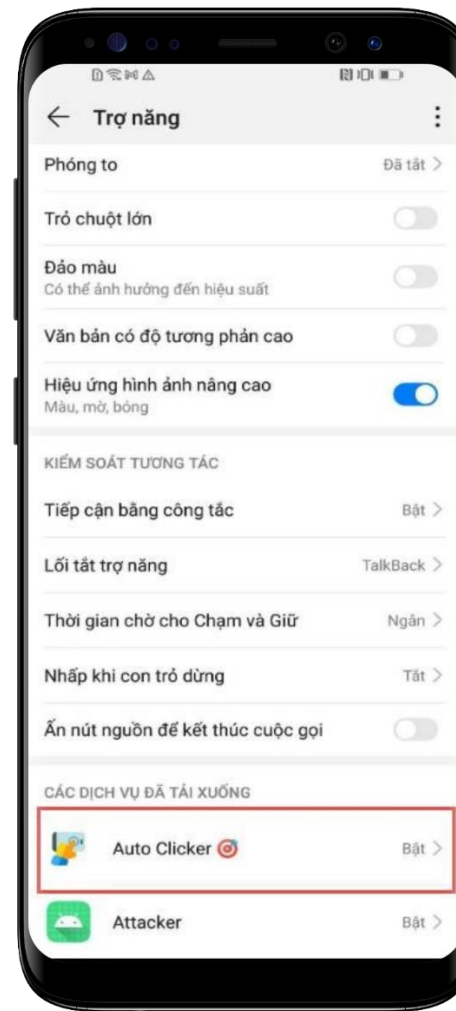 Trợ năng
Phóng to Đã tắt
Trỏ chuột lớn
Đảo màu
Có thể ảnh hưởng đến hiệu suất
Văn bản có độ tương phản cao
Hiệu ứng hình ảnh nâng cao
Màu, mờ, bóng
KIỂM SOÁT TƯƠNG TÁC
Tiếp cận bằng công tắc Bật
Lối tắt trợ năng TalkBack
Thời gian chờ cho Chạm và Giữ Ngắn
Nhấp khi con trỏ dừng Tắt
Ấn nút nguồn để kết thúc cuộc gọi
CÁC DỊCH VỤ ĐÃ TẢI XUỐNG
Auto Clicker Bật
Attacker Bật